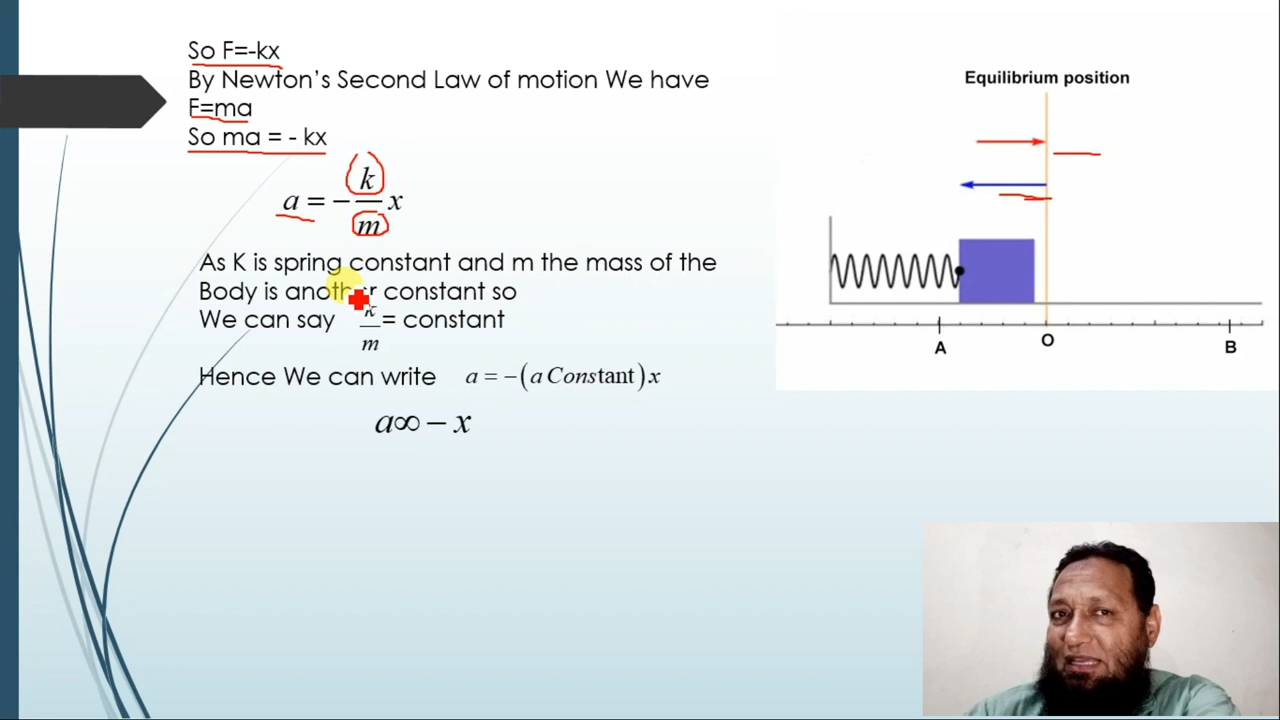 So F=-kx
By Newton's Second Law of motion We have
F=ma
So ma = - kx
a = - k/m x
As K is spring constant and m the mass of the
Body is another constant so
We can say k/m = constant
Hence We can write a = -(a Constant) x
a∞ - x
Equilibrium position
A O B